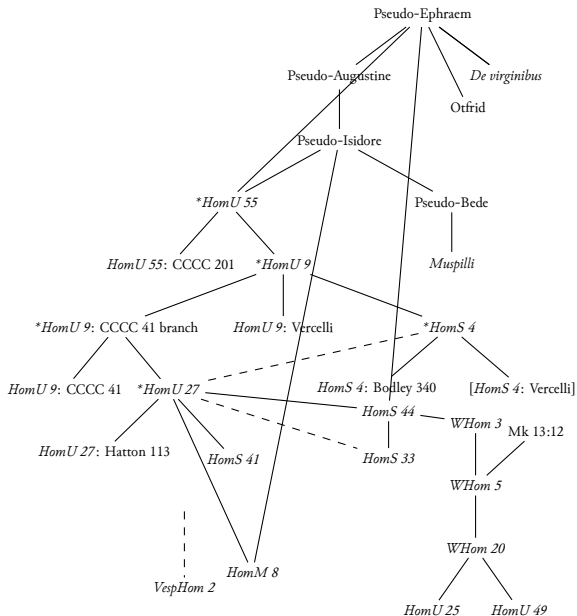 Pseudo-Ephraem
Pseudo-Augustine
De virginibus
Otfrid
Pseudo-Isidore
*HomU 55
Pseudo-Bede
HomU 55: CCCC 201
*HomU 9
Muspilli
*HomU 9: CCCC 41 branch
HomU 9: Vercelli
*HomS 4
HomU 9: CCCC 41
*HomU 27
HomS 4: Bodley 340
[HomS 4: Vercelli]
HomS 44
WHom 3
Mk 13:12
HomU 27: Hatton 113
HomS 41
HomS 33
WHom 5
WHom 20
HomM 8
VespHom 2
HomU 25
HomU 49